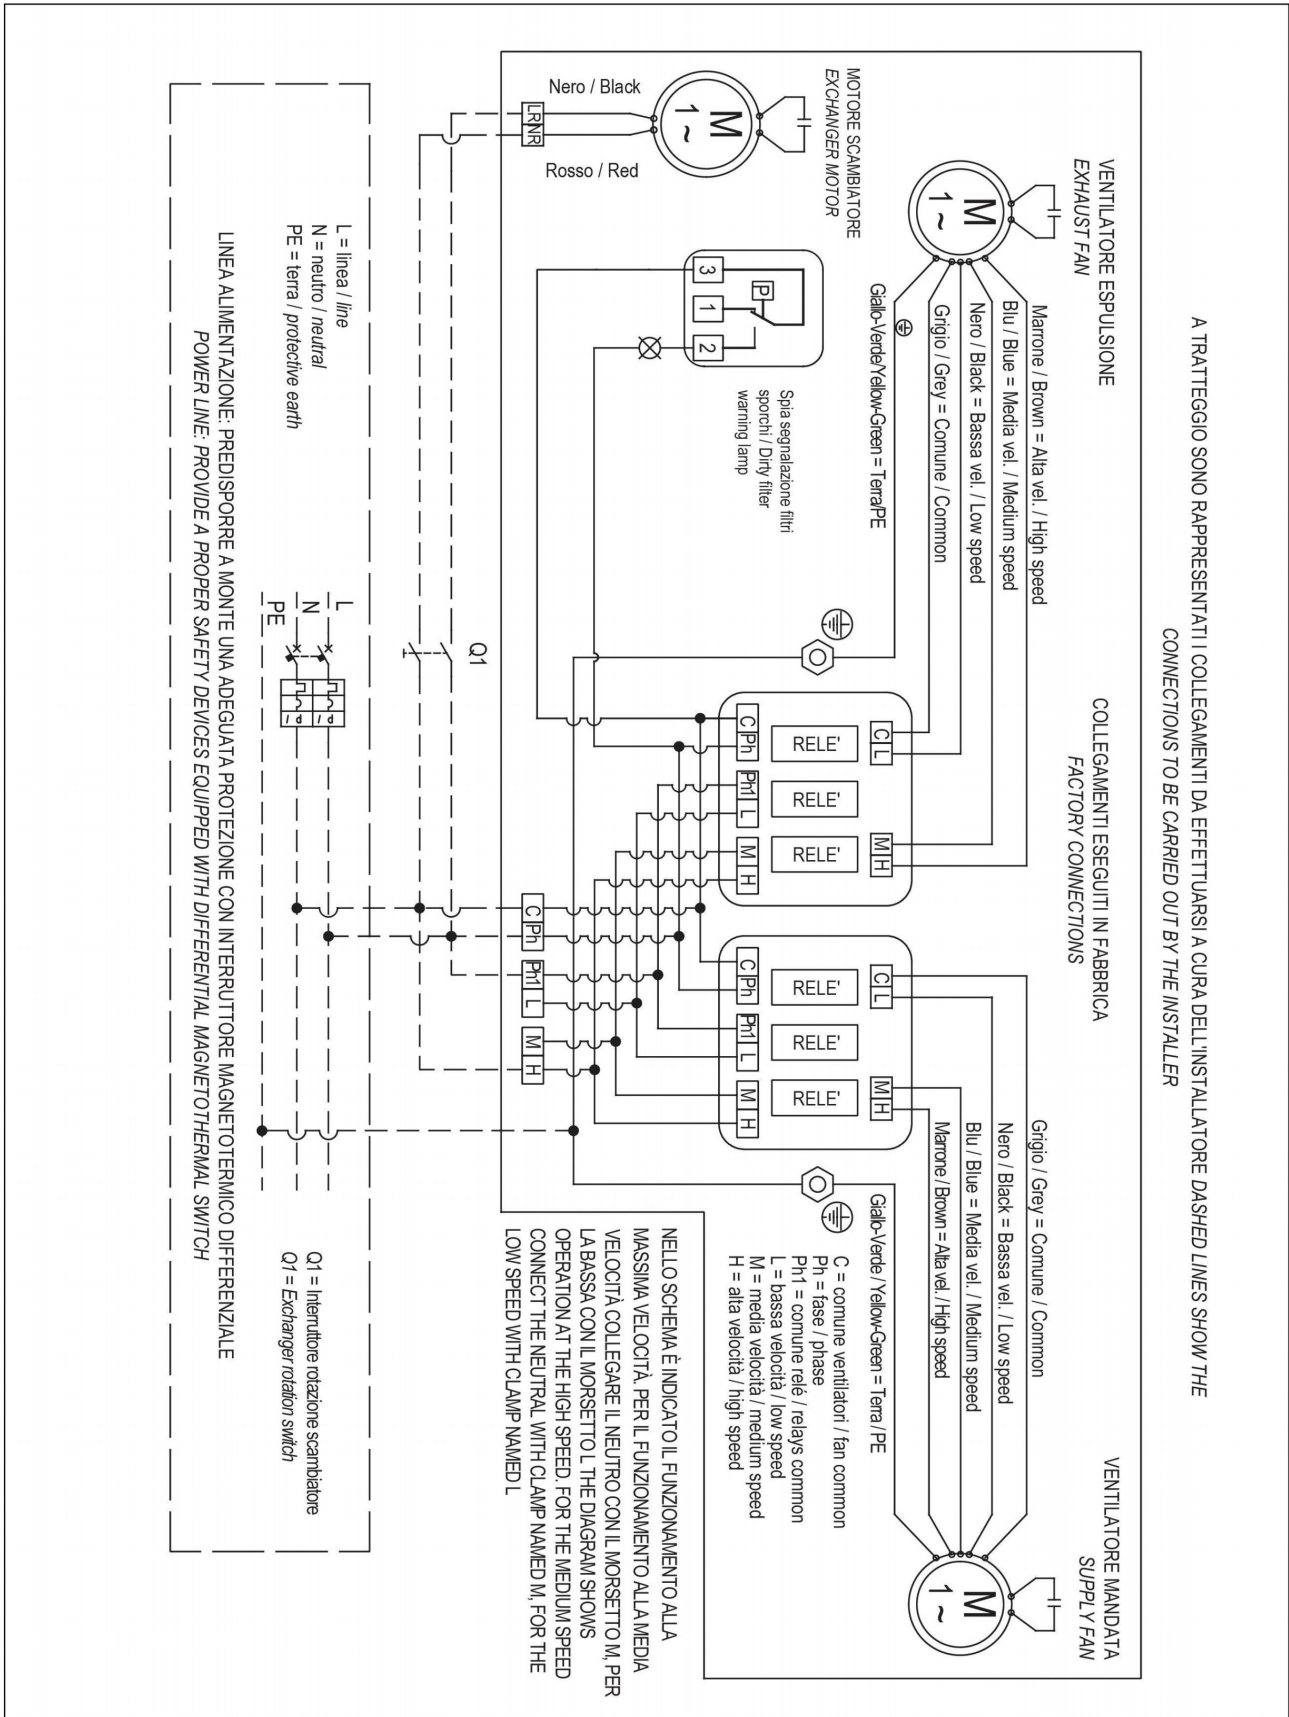 A TRATTEGGIO SONO RAPPRESENTATI I COLLEGAMENTI DA EFFETTUARSI A CURA DELL'INSTALLATORE DASHED LINES SHOW THE
CONNECTIONS TO BE CARRIED OUT BY THE INSTALLER
VENTILATORE ESPULSIONE
EXHAUST FAN
COLLEGAMENTI ESEGUITI IN FABBRICA
FACTORY CONNECTIONS
VENTILATORE MANDATA
SUPPLY FAN
M
1 ~
Marrone / Brown = Alta vel. / High speed
Blu / Blue = Media vel. / Medium speed
Nero / Black = Bassa vel. / Low speed
Grigio / Grey = Comune / Common
Giallo-Verde/Yellow-Green = Terra/PE
Grigio / Grey = Comune / Common
Nero / Black = Bassa vel. / Low speed
Blu / Blue = Media vel. / Medium speed
Marrone / Brown = Alta vel. / High speed
Giallo-Verde / Yellow-Green = Terra / PE
M
1 ~
MOTORE SCAMBIATORE
EXCHANGER MOTOR
M
1 ~
Nero / Black
Rosso / Red
LR NR
P
3 1 2
Spia segnalazione filtri
sporchi / Dirty filter
warning lamp
C L M H
RELE' RELE' RELE'
C Ph Ph1 L M H
C L M H
RELE' RELE' RELE'
C Ph Ph1 L M H
C Ph Ph1 L M H
C = comune ventilatori / fan common
Ph = fase / phase
Ph1 = comune relé / relays common
L = bassa velocità / low speed
M = media velocità / medium speed
H = alta velocità / high speed
NELLO SCHEMA È INDICATO IL FUNZIONAMENTO ALLA
MASSIMA VELOCITÀ. PER IL FUNZIONAMENTO ALLA MEDIA
VELOCITÀ COLLEGARE IL NEUTRO CON IL MORSETTO M, PER
LA BASSA CON IL MORSETTO L THE DIAGRAM SHOWS
OPERATION AT THE HIGH SPEED. FOR THE MEDIUM SPEED
CONNECT THE NEUTRAL WITH CLAMP NAMED M, FOR THE
LOW SPEED WITH CLAMP NAMED L
Q1
L = linea / line
N = neutro / neutral
PE = terra / protective earth
L
N
PE
Q1 = Interruttore rotazione scambiatore
Q1 = Exchanger rotation switch
LINEA ALIMENTAZIONE: PREDISPORRE A MONTE UNA ADEGUATA PROTEZIONE CON INTERRUTTORE MAGNETOTERMICO DIFFERENZIALE
POWER LINE: PROVIDE A PROPER SAFETY DEVICES EQUIPPED WITH DIFFERENTIAL MAGNETOTHERMAL SWITCH